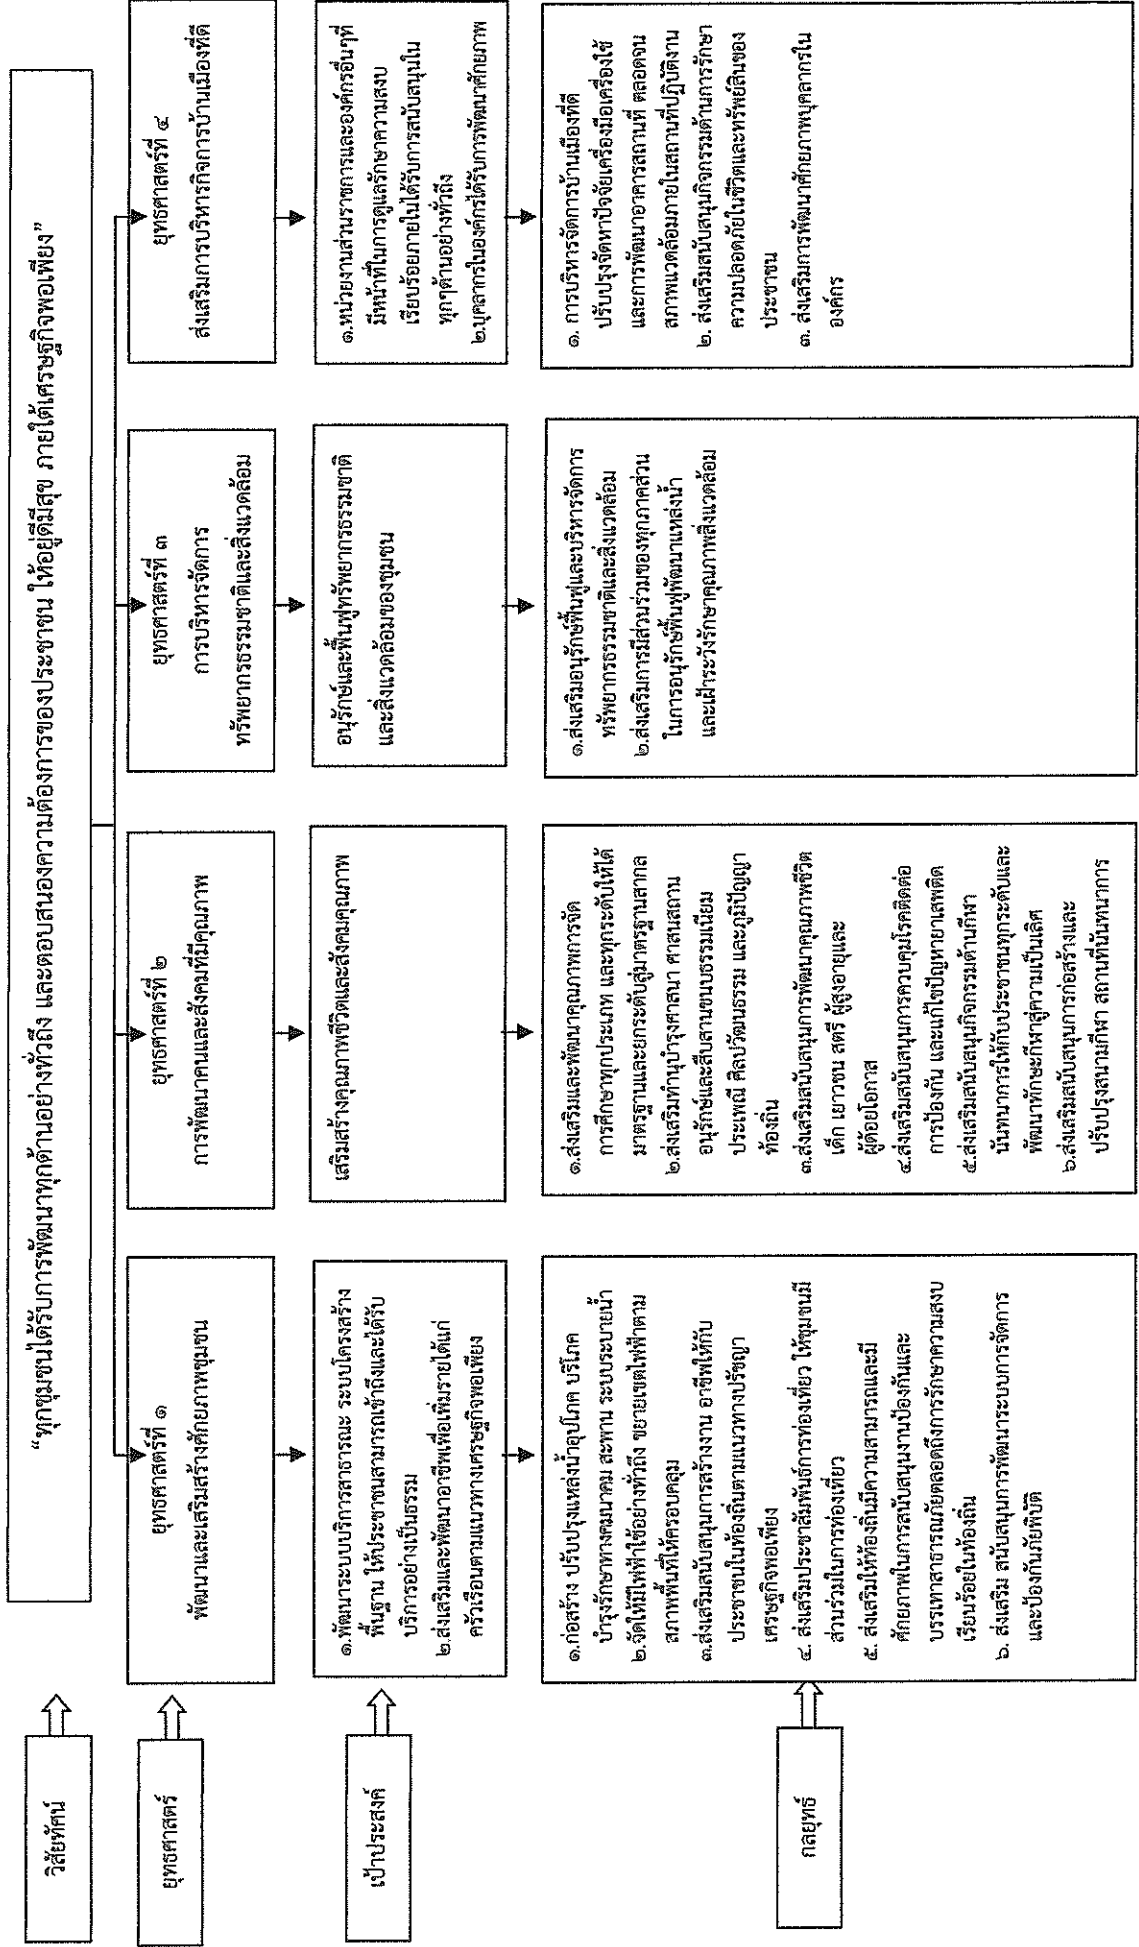 วิสัยทัศน์
“ทุกชุมชนได้รับการพัฒนาทุกด้านอย่างทั่วถึง และตอบสนองความต้องการของประชาชน ให้อยู่ดีมีสุข ภายใต้เศรษฐกิจพอเพียง”
ยุทธศาสตร์
ยุทธศาสตร์ที่ ๑
พัฒนาและเสริมสร้างศักยภาพชุมชน
ยุทธศาสตร์ที่ ๒
การพัฒนาคนและสังคมที่มีคุณภาพ
ยุทธศาสตร์ที่ ๓
การบริหารจัดการ
ทรัพยากรธรรมชาติและสิ่งแวดล้อม
ยุทธศาสตร์ที่ ๔
ส่งเสริมการบริหารกิจการบ้านเมืองที่ดี
เป้าประสงค์
๑.พัฒนาระบบบริการสาธารณะ ระบบโครงสร้าง
พื้นฐาน ให้ประชาชนสามารถเข้าถึงและได้รับ
บริการอย่างเป็นธรรม
๒.ส่งเสริมและพัฒนาอาชีพเพื่อเพิ่มรายได้แก่
ครัวเรือนตามแนวทางเศรษฐกิจพอเพียง
เสริมสร้างคุณภาพชีวิตและสังคมคุณภาพ
อนุรักษ์และฟื้นฟูทรัพยากรธรรมชาติ
และสิ่งแวดล้อมของชุมชน
๑.หน่วยงานส่วนราชการและองค์กรอื่นๆที่
มีหน้าที่ในการดูแลรักษาความสงบ
เรียบร้อยภายในได้รับการสนับสนุนใน
ทุกๆด้านอย่างทั่วถึง
๒.บุคลากรในองค์กรได้รับการพัฒนาศักยภาพ
กลยุทธ์
๑.ก่อสร้าง ปรับปรุงแหล่งน้ำอุปโภค บริโภค
บำรุงรักษาทางคมนาคม สะพาน ระบบระบายน้ำ
๒.จัดให้มีไฟฟ้าใช้อย่างทั่วถึง ขยายเขตไฟฟ้าตาม
สภาพพื้นที่ให้ครอบคลุม
๓.ส่งเสริมสนับสนุนการสร้างงาน อาชีพให้กับ
ประชาชนในท้องถิ่นตามแนวทางปรัชญา
เศรษฐกิจพอเพียง
๔. ส่งเสริมประชาสัมพันธ์การท่องเที่ยว ให้ชุมชนมี
ส่วนร่วมในการท่องเที่ยว
๕. ส่งเสริมให้ท้องถิ่นมีความสามารถและมี
ศักยภาพในการสนับสนุนงานป้องกันและ
บรรเทาสาธารณภัยตลอดถึงการรักษาความสงบ
เรียบร้อยในท้องถิ่น
๖. ส่งเสริม สนับสนุนการพัฒนาระบบการจัดการ
และป้องกันภัยพิบัติ
๑.ส่งเสริมและพัฒนาคุณภาพการจัด
การศึกษาทุกประเภท และทุกระดับให้ได้
มาตรฐานและยกระดับสู่มาตรฐานสากล
๒.ส่งเสริมทำนุบำรุงศาสนา ศาสนสถาน
อนุรักษ์และสืบสานขนบธรรมเนียม
ประเพณี ศิลปวัฒนธรรม และภูมิปัญญา
ท้องถิ่น
๓.ส่งเสริมสนับสนุนการพัฒนาคุณภาพชีวิต
เด็ก เยาวชน สตรี ผู้สูงอายุและ
ผู้ด้อยโอกาส
๔.ส่งเสริมสนับสนุนการควบคุมโรคติดต่อ
การป้องกัน และแก้ไขปัญหายาเสพติด
๕.ส่งเสริมสนับสนุนกิจกรรมด้านกีฬา
นันทนาการให้กับประชาชนทุกระดับและ
พัฒนาทักษะกีฬาสู่ความเป็นเลิศ
๖.ส่งเสริมสนับสนุนการก่อสร้างและ
ปรับปรุงสนามกีฬา สถานที่นันทนาการ
๑.ส่งเสริมอนุรักษ์ฟื้นฟูและบริหารจัดการ
ทรัพยากรธรรมชาติและสิ่งแวดล้อม
๒.ส่งเสริมการมีส่วนร่วมของทุกภาคส่วน
ในการอนุรักษ์ฟื้นฟูพัฒนาแหล่งน้ำ
และเฝ้าระวังรักษาคุณภาพสิ่งแวดล้อม
๑. การบริหารจัดการบ้านเมืองที่ดี
ปรับปรุงจัดหาปัจจัยเครื่องมือเครื่องใช้
และการพัฒนาอาคารสถานที่ ตลอดจน
สภาพแวดล้อมภายในสถานที่ปฏิบัติงาน
๒. ส่งเสริมสนับสนุนกิจกรรมด้านการรักษา
ความปลอดภัยในชีวิตและทรัพย์สินของ
ประชาชน
๓. ส่งเสริมการพัฒนาศักยภาพบุคลากรใน
องค์กร